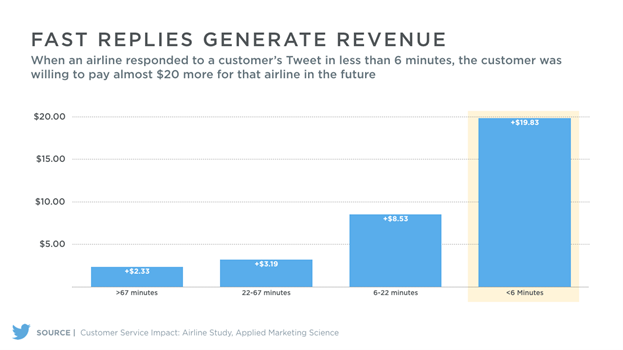 FAST REPLIES GENERATE REVENUE
When an airline responded to a customer's Tweet in less than 6 minutes, the customer was
willing to pay almost $20 more for that airline in the future
$20.00
$15.00
$10.00
$5.00
+$2.33
+$3.19
+$8.53
+$19.83
>67 minutes
22-67 minutes
6-22 minutes
<6 Minutes
SOURCE | Customer Service Impact: Airline Study, Applied Marketing Science